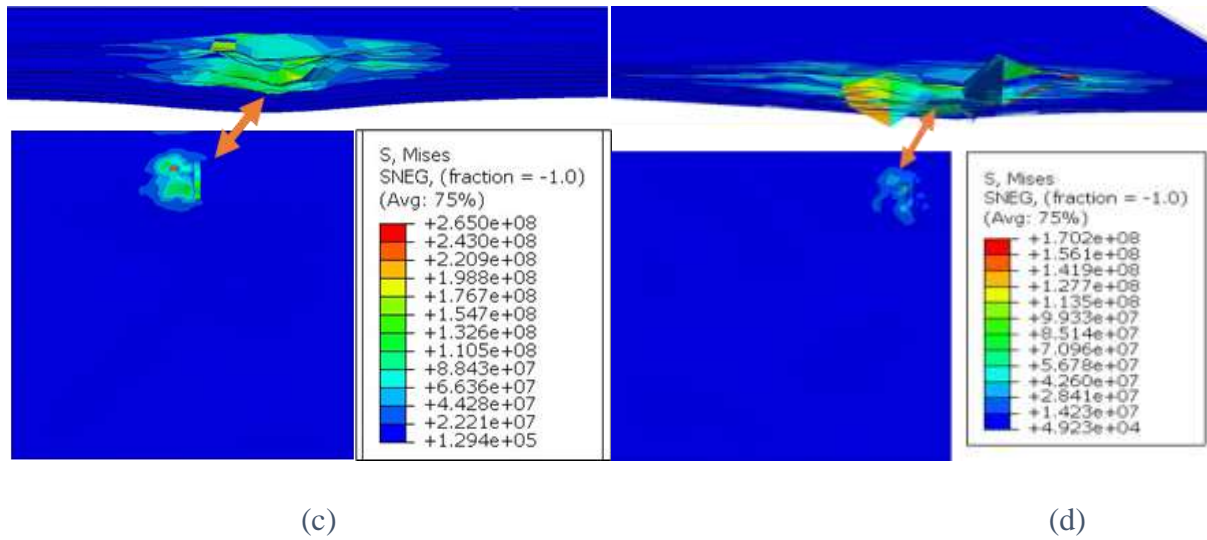 S, Mises
SNEG, (fraction = -1.0)
(Avg: 75%)
+2.650e+08
+2.430e+08
+2.209e+08
+1.988e+08
+1.767e+08
+1.547e+08
+1.326e+08
+1.105e+08
+8.843e+07
+6.636e+07
+4.428e+07
+2.221e+07
+1.294e+05
S, Mises
SNEG, (fraction = -1.0)
(Avg: 75%)
+1.702e+08
+1.561e+08
+1.419e+08
+1.277e+08
+1.135e+08
+9.933e+07
+8.514e+07
+7.096e+07
+5.678e+07
+4.260e+07
+2.841e+07
+1.423e+07
+4.923e+04
(c)
(d)